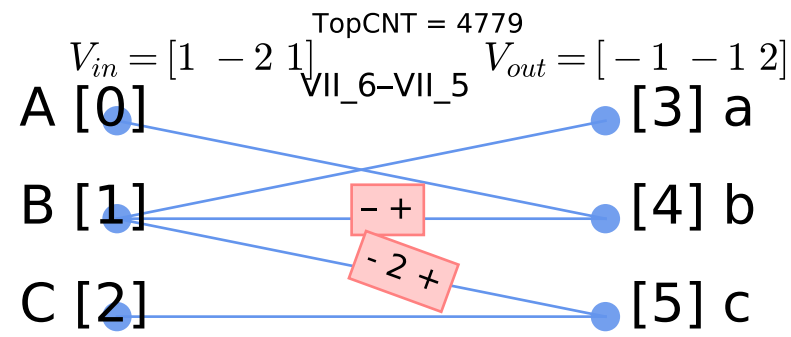 TopCNT = 4779
V_in = [1 −2 1]
V_out = [−1 −1 2]
VII_6–VII_5
A [0]
[3] a
B [1]
– +
[4] b
- 2 +
C [2]
[5] c